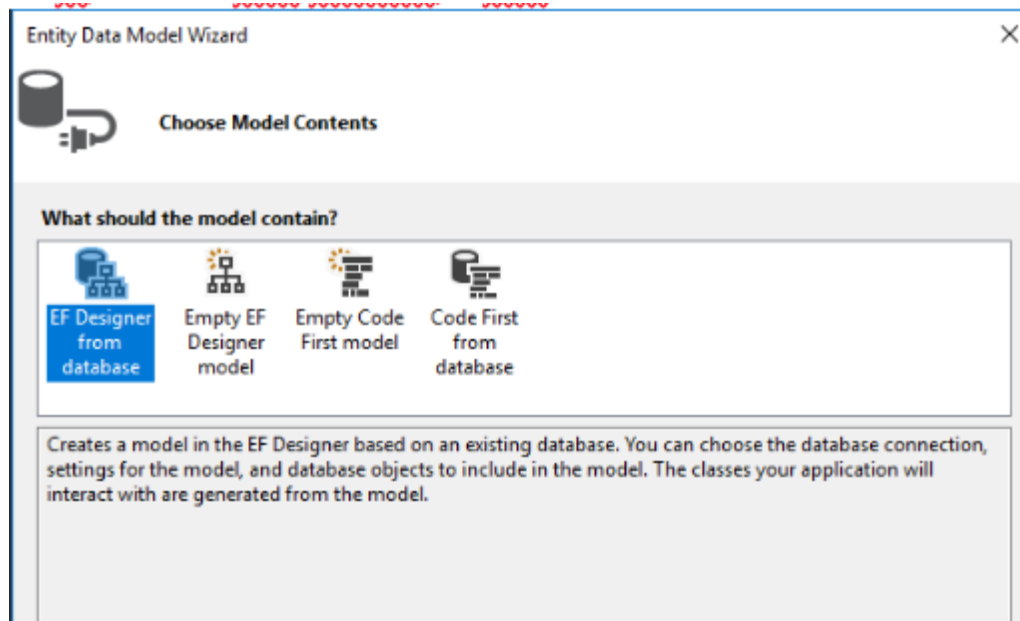 Entity Data Model Wizard
Choose Model Contents
What should the model contain?
EF Designer
from
database
Empty EF
Designer
model
Empty Code
First model
Code First
from
database
Creates a model in the EF Designer based on an existing database. You can choose the database connection,
settings for the model, and database objects to include in the model. The classes your application will
interact with are generated from the model.